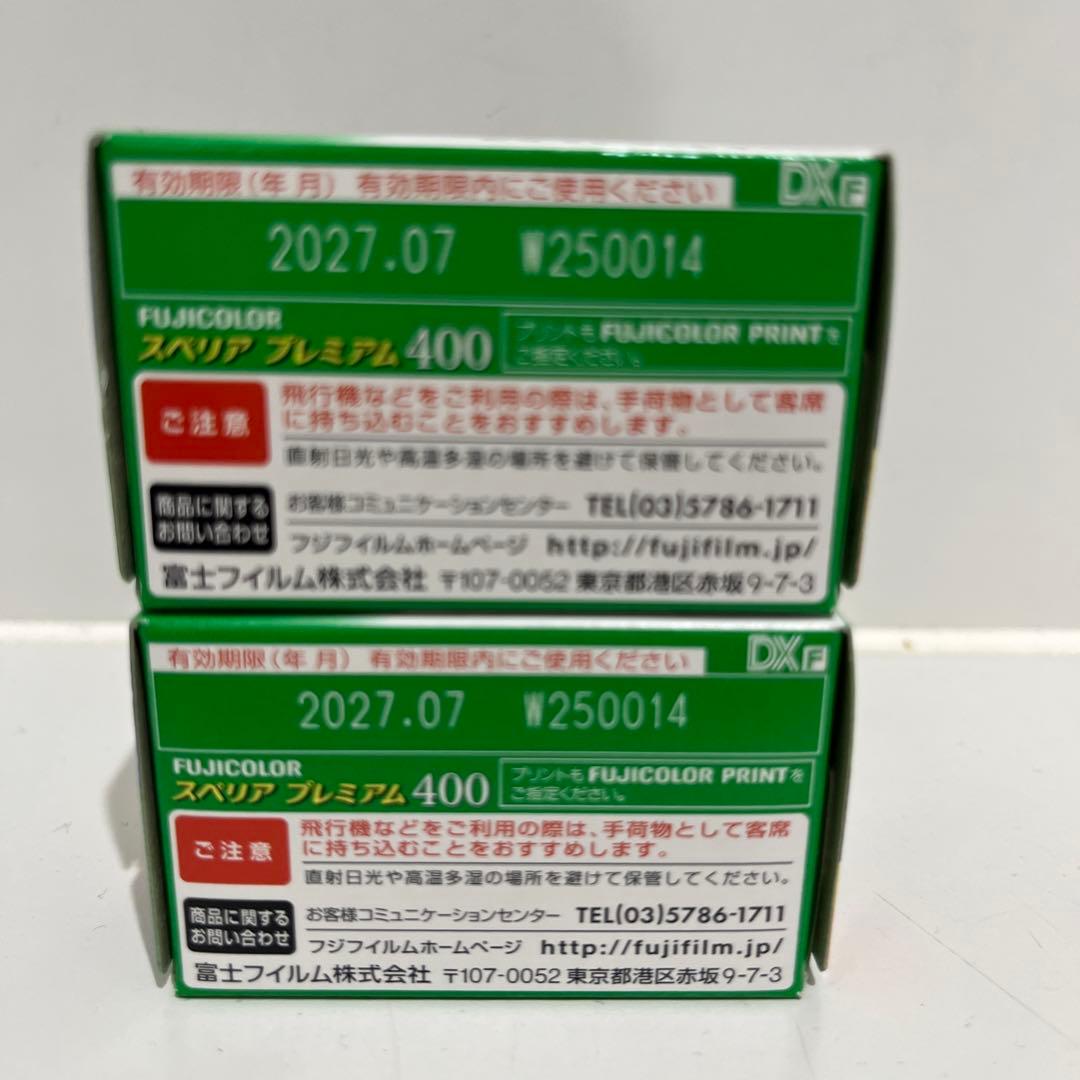 有効期限(年 月) 有効期限内にご使用ください DX F
2027.07 W250014
FUJICOLOR
スペリア プレミアム 400
プリントも FUJICOLOR PRINT を
ご指定ください。
ご注意
飛行機などをご利用の際は、手荷物として客席
に持ち込むことをおすすめします。
直射日光や高温多湿の場所を避けて保管してください。
商品に関する
お問い合わせ
お客様コミュニケーションセンター TEL(03)5786-1711
フジフイルムホームページ http://fujifilm.jp/
富士フイルム株式会社 〒107-0052 東京都港区赤坂9-7-3
有効期限(年 月) 有効期限内にご使用ください DX F
2027.07 W250014
FUJICOLOR
スペリア プレミアム 400
プリントも FUJICOLOR PRINT を
ご指定ください。
ご注意
飛行機などをご利用の際は、手荷物として客席
に持ち込むことをおすすめします。
直射日光や高温多湿の場所を避けて保管してください。
商品に関する
お問い合わせ
お客様コミュニケーションセンター TEL(03)5786-1711
フジフイルムホームページ http://fujifilm.jp/
富士フイルム株式会社 〒107-0052 東京都港区赤坂9-7-3